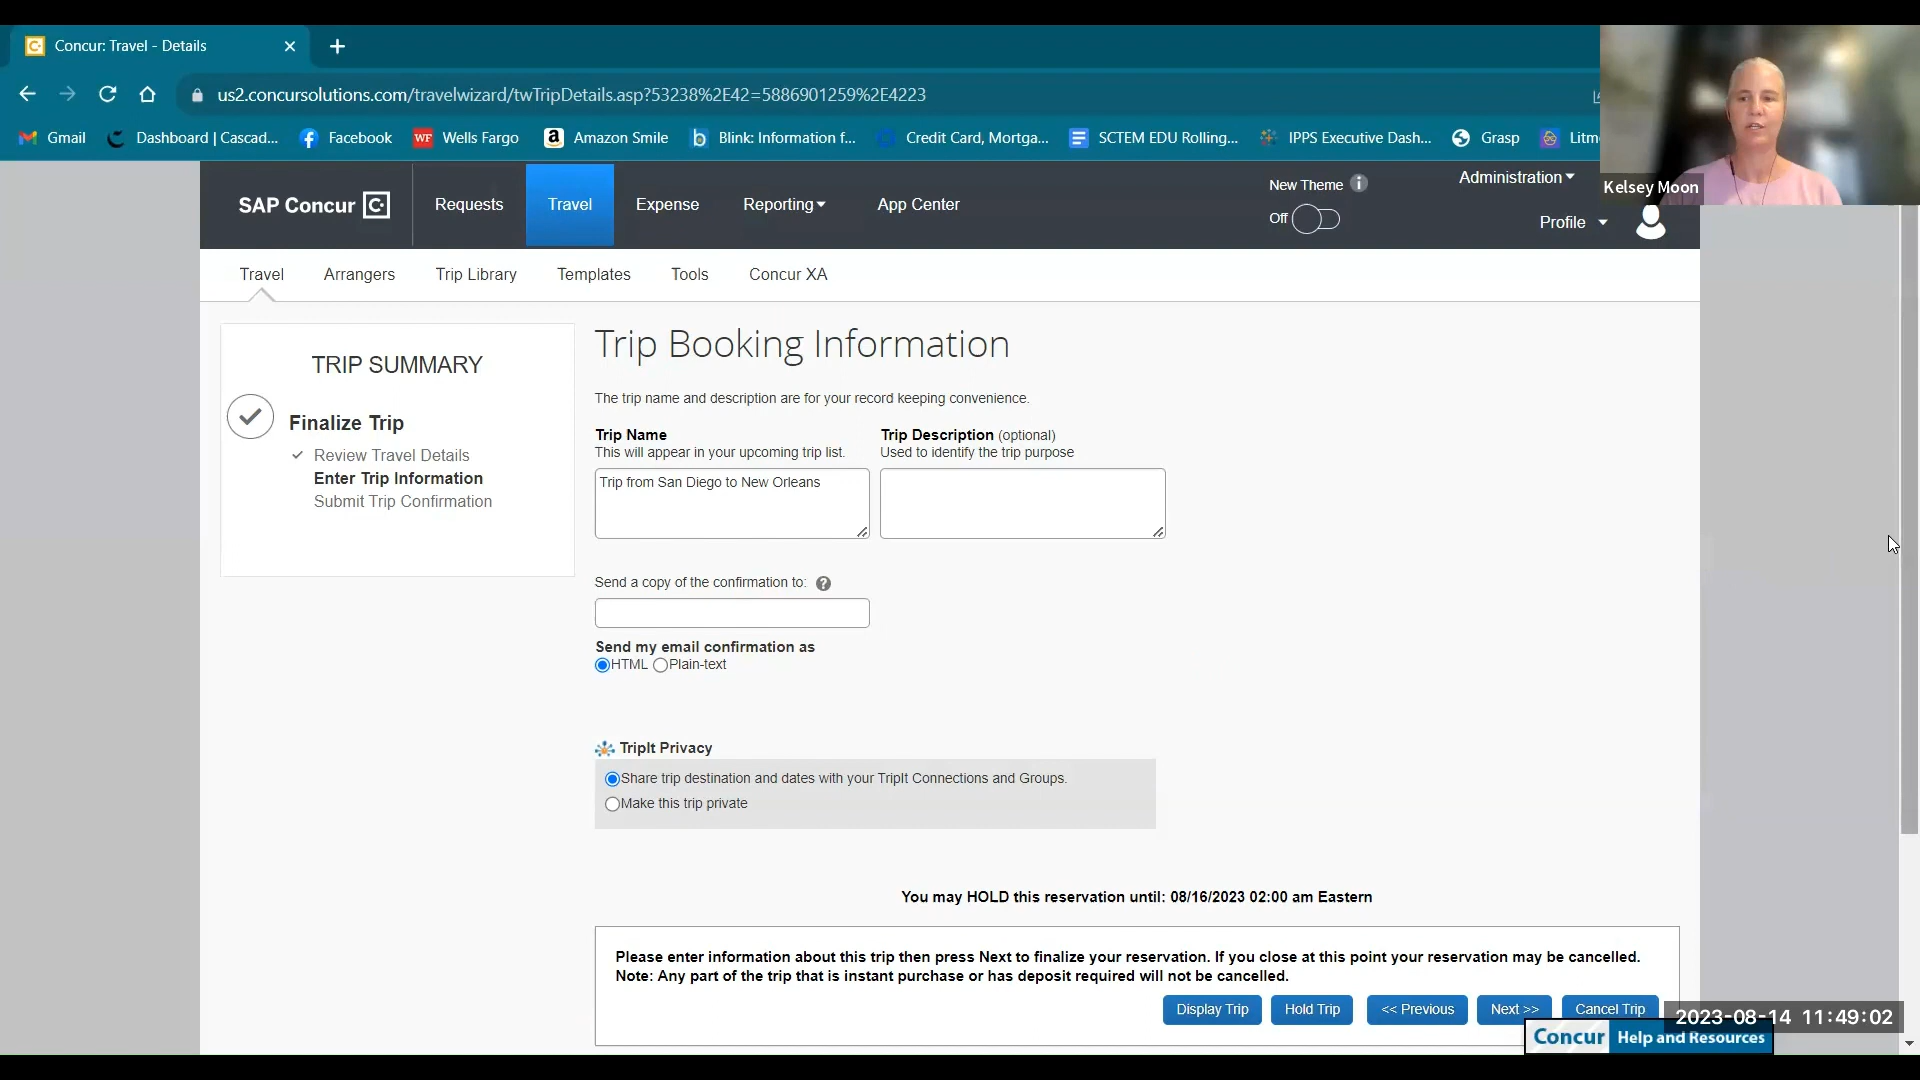 Concur: Travel - Details
us2.concursolutions.com/travelwizard/twTripDetails.asp?53238%2E42=5886901259%2E4223
Gmail
Dashboard | Cascad...
Facebook
WF Wells Fargo
Amazon Smile
Blink: Information f...
Credit Card, Mortga...
SCTEM EDU Rolling...
IPPS Executive Dash...
Grasp
Kelsey Moon
SAP Concur C
Requests
Travel
Expense
Reporting
App Center
New Theme
Off
Administration
Profile
Travel
Arrangers
Trip Library
Templates
Tools
Concur XA
TRIP SUMMARY
Finalize Trip
Review Travel Details
Enter Trip Information
Submit Trip Confirmation
Trip Booking Information
The trip name and description are for your record keeping convenience.
Trip Name
This will appear in your upcoming trip list.
Trip from San Diego to New Orleans
Trip Description (optional)
Used to identify the trip purpose
Send a copy of the confirmation to: ?
Send my email confirmation as
HTML Plain-text
TripIt Privacy
Share trip destination and dates with your TripIt Connections and Groups.
Make this trip private
You may HOLD this reservation until: 08/16/2023 02:00 am Eastern
Please enter information about this trip then press Next to finalize your reservation. If you close at this point your reservation may be cancelled.
Note: Any part of the trip that is instant purchase or has deposit required will not be cancelled.
Display Trip
Hold Trip
<< Previous
Next >>
Cancel Trip
2023-08-14 11:49:02
Concur Help and Resources